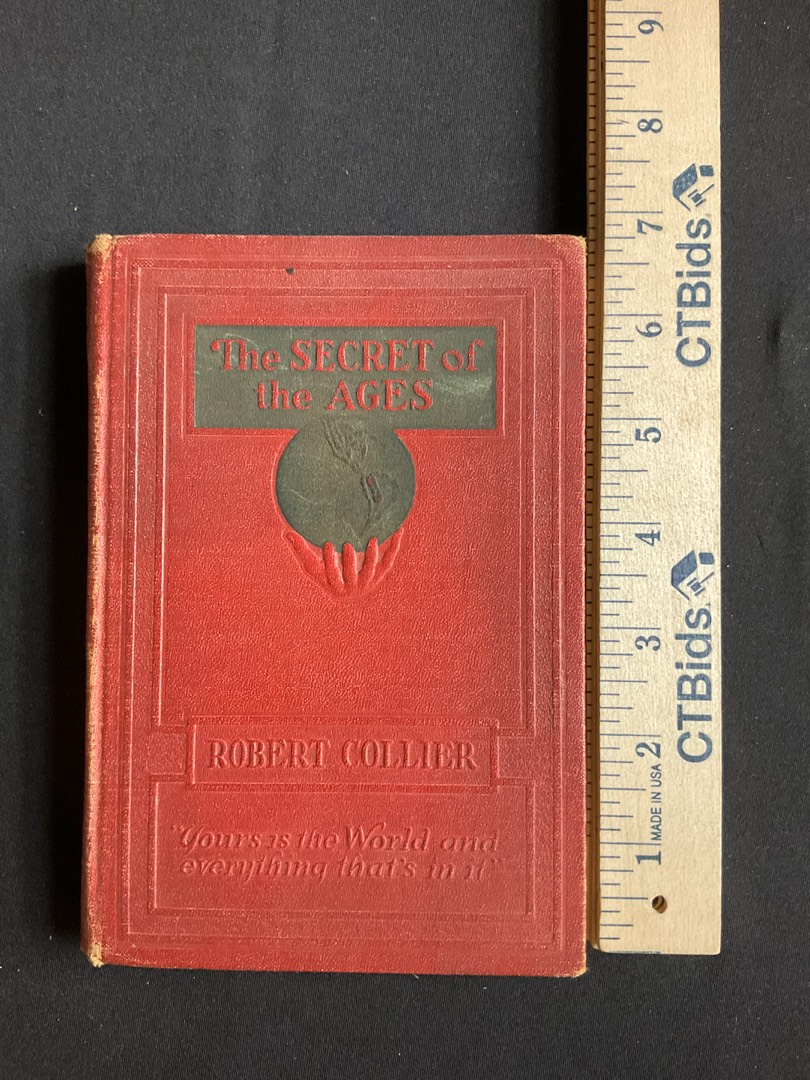 The SECRET of
the AGES
ROBERT COLLIER
"Yours is the World and
everything that's in it"
9
8
7
6
5
4
3
2
1
CTBids
CTBids
MADE IN USA